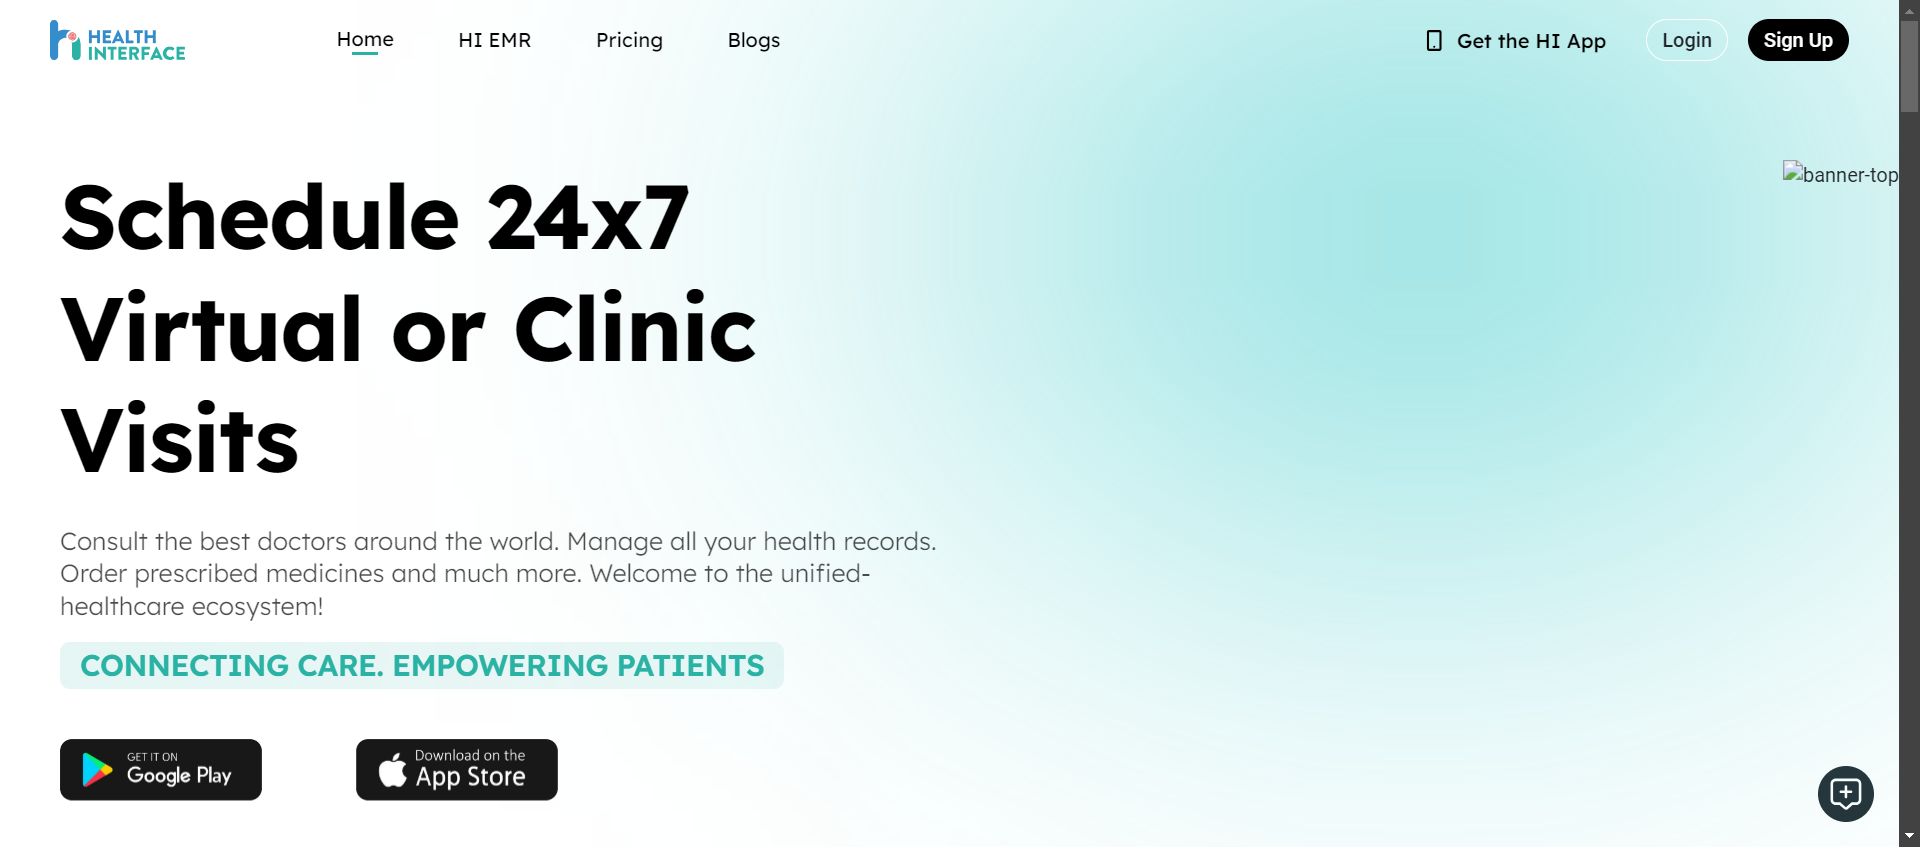 HEALTH
INTERFACE
Home
HI EMR
Pricing
Blogs
Get the HI App
Login
Sign Up
banner-top
Schedule 24x7
Virtual or Clinic
Visits
Consult the best doctors around the world. Manage all your health records.
Order prescribed medicines and much more. Welcome to the unified-
healthcare ecosystem!
CONNECTING CARE. EMPOWERING PATIENTS
GET IT ON
Google Play
Download on the
App Store